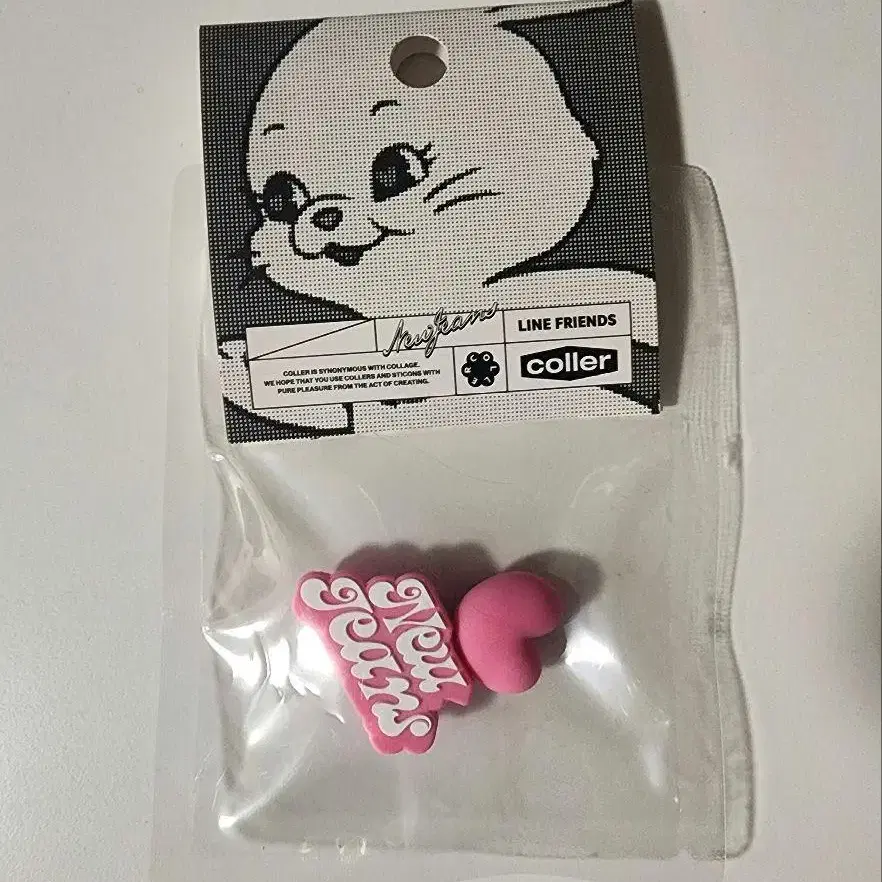 NewJeans
LINE FRIENDS
COLLER IS SYNONYMOUS WITH COLLAGE.
WE HOPE THAT YOU USE COLLERS AND STICONS WITH
PURE PLEASURE FROM THE ACT OF CREATING.
coller
New
Jeans